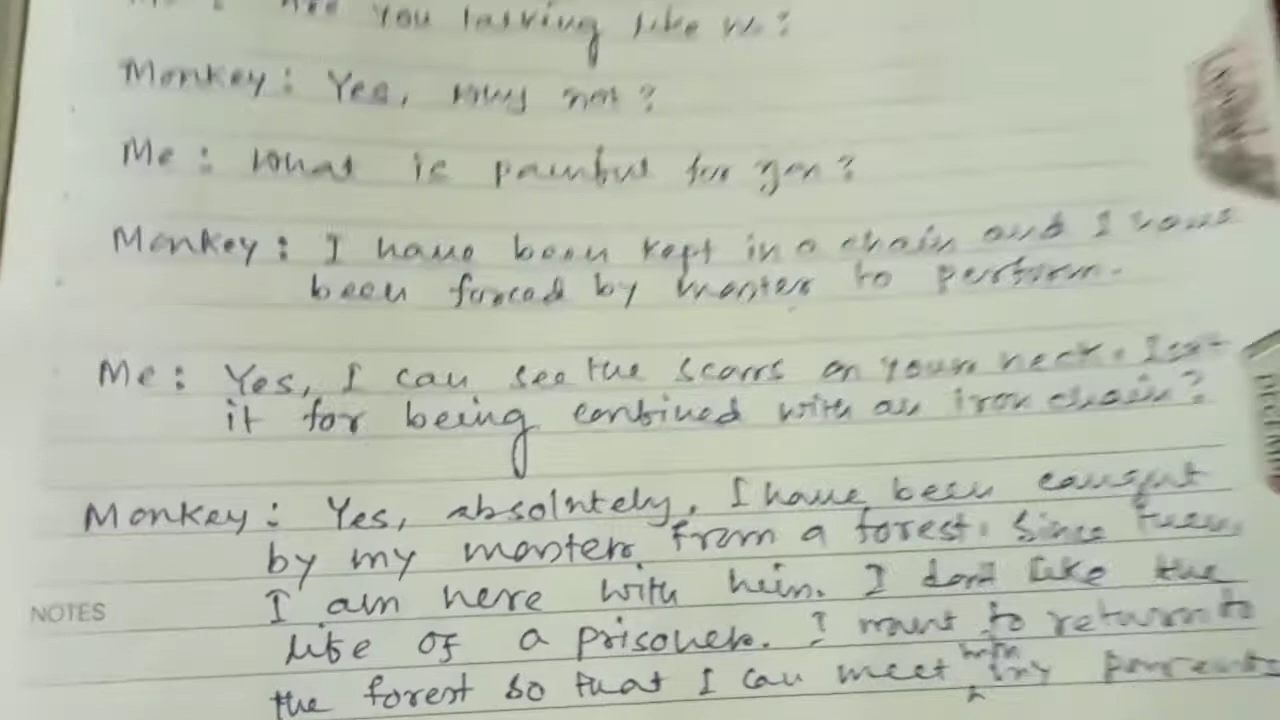 you talking like us?
Monkey: Yes, why not?
Me: What is painful for you?
Monkey: I have been kept in a chain and I have
been forced by master to perform.
Me: Yes, I can see the scars on your neck. Isn't
it for being confined with an iron chain?
Monkey: Yes, absolutely. I have been caught
by my master from a forest. Since then,
I am here with him. I don't like the
NOTES
life of a prisoner. I want to return to
the forest so that I can meet with my parents